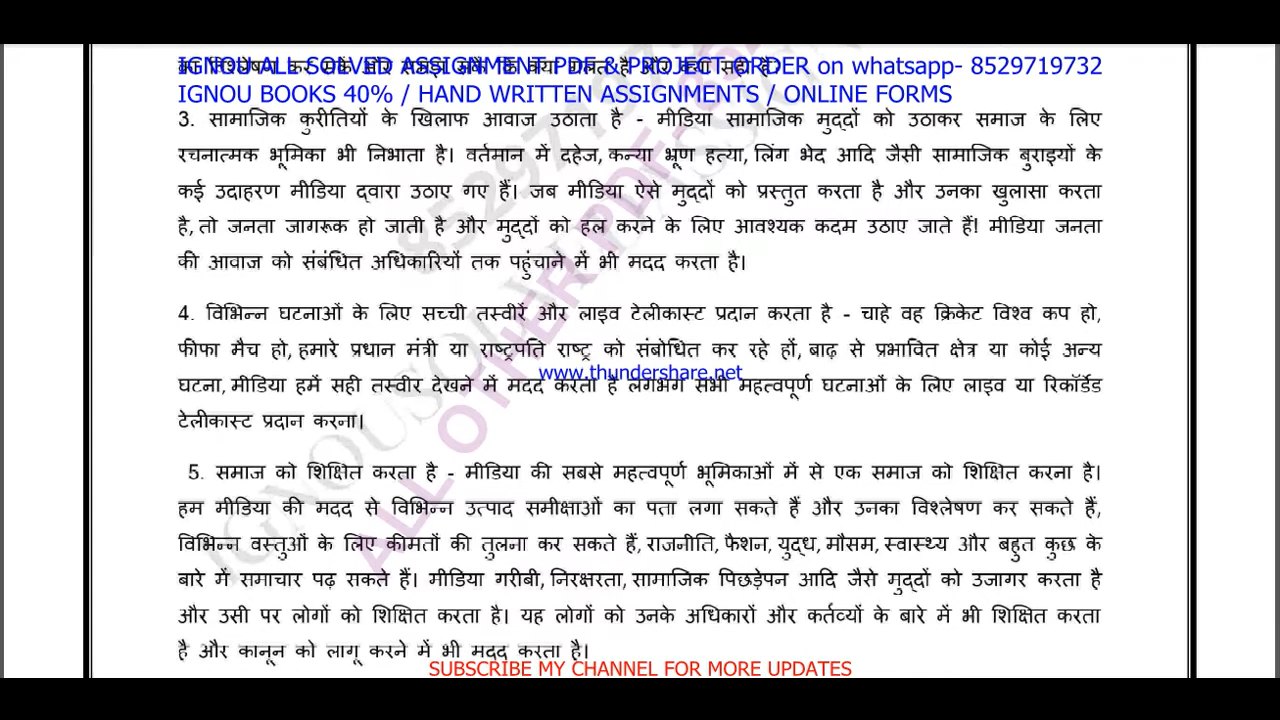 IGNOU ALL SOLVED ASSIGNMENT PDF & PROJECT ORDER on whatsapp- 8529719732
IGNOU BOOKS 40% / HAND WRITTEN ASSIGNMENTS / ONLINE FORMS
3. सामाजिक कुरीतियों के खिलाफ आवाज उठाता है - मीडिया सामाजिक मुद्दों को उठाकर समाज के लिए
रचनात्मक भूमिका भी निभाता है। वर्तमान में दहेज, कन्या भ्रूण हत्या, लिंग भेद आदि जैसी सामाजिक बुराइयों के
कई उदाहरण मीडिया द्वारा उठाए गए हैं। जब मीडिया ऐसे मुद्दों को प्रस्तुत करता है और उनका खुलासा करता
है, तो जनता जागरूक हो जाती है और मुद्दों को हल करने के लिए आवश्यक कदम उठाए जाते हैं! मीडिया जनता
की आवाज को संबंधित अधिकारियों तक पहुंचाने में भी मदद करता है।
4. विभिन्न घटनाओं के लिए सच्ची तस्वीरें और लाइव टेलीकास्ट प्रदान करता है - चाहे वह क्रिकेट विश्व कप हो,
फीफा मैच हो, हमारे प्रधान मंत्री या राष्ट्रपति राष्ट्र को संबोधित कर रहे हों, बाढ़ से प्रभावित क्षेत्र या कोई अन्य
www.thundershare.net
घटना, मीडिया हमें सही तस्वीर देखने में मदद करता है लगभग सभी महत्वपूर्ण घटनाओं के लिए लाइव या रिकॉर्डेड
टेलीकास्ट प्रदान करना।
5. समाज को शिक्षित करता है - मीडिया की सबसे महत्वपूर्ण भूमिकाओं में से एक समाज को शिक्षित करना है।
हम मीडिया की मदद से विभिन्न उत्पाद समीक्षाओं का पता लगा सकते हैं और उनका विश्लेषण कर सकते हैं,
विभिन्न वस्तुओं के लिए कीमतों की तुलना कर सकते हैं, राजनीति, फैशन, युद्ध, मौसम, स्वास्थ्य और बहुत कुछ के
बारे में समाचार पढ़ सकते हैं। मीडिया गरीबी, निरक्षरता, सामाजिक पिछड़ेपन आदि जैसे मुद्दों को उजागर करता है
और उसी पर लोगों को शिक्षित करता है। यह लोगों को उनके अधिकारों और कर्तव्यों के बारे में भी शिक्षित करता
है और कानून को लागू करने में भी मदद करता है।
SUBSCRIBE MY CHANNEL FOR MORE UPDATES